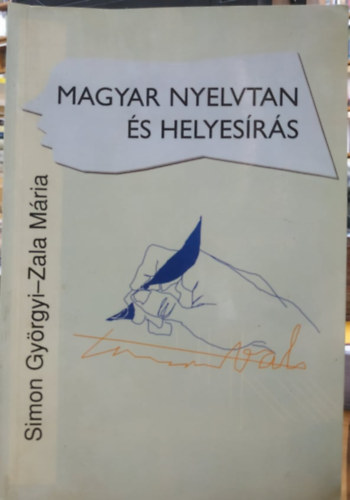 MAGYAR NYELVTAN
ÉS HELYESÍRÁS
Simon Györgyi–Zala Mária